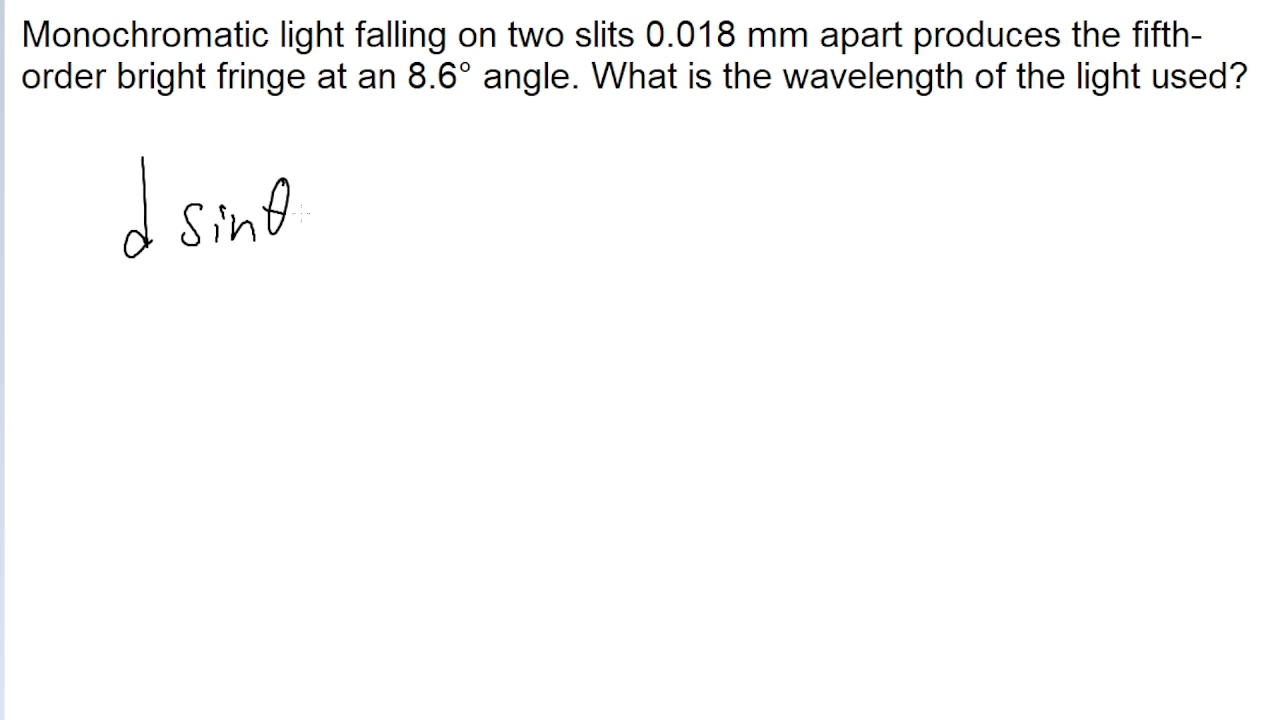 Monochromatic light falling on two slits 0.018 mm apart produces the fifth-
order bright fringe at an 8.6° angle. What is the wavelength of the light used?
d sinθ